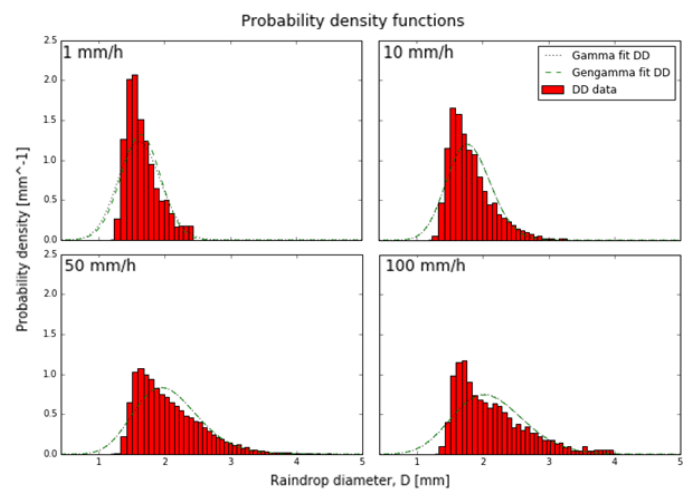 Probability density functions
1 mm/h
10 mm/h
Gamma fit DD
Gengamma fit DD
DD data
2.5
2.0
1.5
1.0
0.5
0.0
Probability density [mm^-1]
50 mm/h
100 mm/h
2.5
2.0
1.5
1.0
0.5
0.0
1 2 3 4 5
1 2 3 4 5
Raindrop diameter, D [mm]